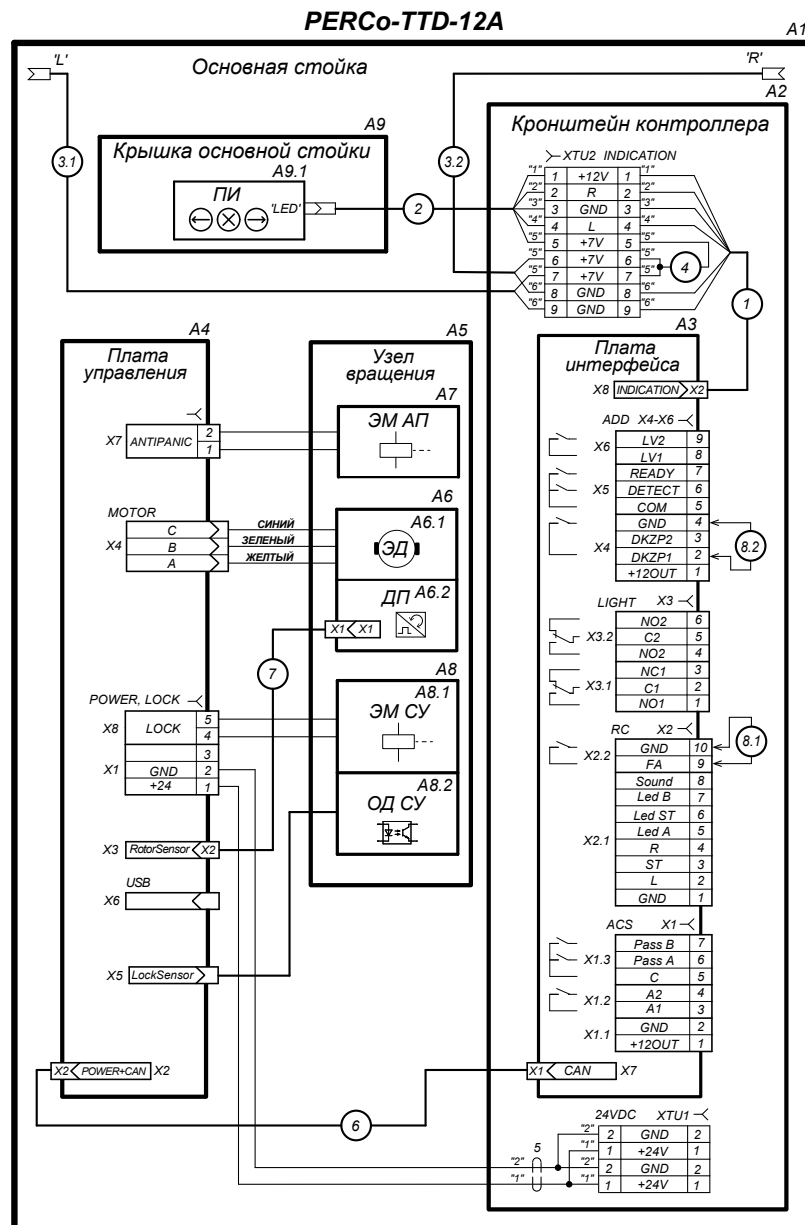 PERCo-TTD-12A
A1
'L'
Основная стойка
'R'
A2
A9
Крышка основной стойки
A9.1
ПИ
'LED'
3.1
2
3.2
Кронштейн контроллера
XTU2 INDICATION
"1" 1 +12V 1 "1"
"2" 2 R 2 "2"
"3" 3 GND 3 "3"
"4" 4 L 4 "4"
"5" 5 +7V 5 "5"
"5" 6 +7V 6 "5"
"5" 7 +7V 7 "5"
"6" 8 GND 8 "6"
"6" 9 GND 9 "6"
4
1
A4
Плата
управления
X7 ANTIPANIC 2
1
MOTOR
X4 C
B
A
СИНИЙ
ЗЕЛЕНЫЙ
ЖЕЛТЫЙ
POWER, LOCK
X8 LOCK 5
4
3
X1 GND 2
+24 1
X3 RotorSensor X2
USB
X6
X5 LockSensor
X2 POWER+CAN X2
A5
Узел
вращения
A7
ЭМ АП
A6
A6.1
ЭД
ДП A6.2
X1 X1
7
A8
A8.1
ЭМ СУ
A8.2
ОД СУ
6
A3
Плата
интерфейса
X8 INDICATION X2
ADD X4-X6
X6 LV2 9
LV1 8
READY 7
X5 DETECT 6
COM 5
GND 4
X4 DKZP2 3
DKZP1 2
+12OUT 1
8.2
LIGHT X3
NO2 6
X3.2 C2 5
NO2 4
NC1 3
X3.1 C1 2
NO1 1
RC X2
GND 10
X2.2 FA 9
8.1
Sound 8
Led B 7
Led ST 6
X2.1 Led A 5
R 4
ST 3
L 2
GND 1
ACS X1
Pass B 7
X1.3 Pass A 6
C 5
X1.2 A2 4
A1 3
X1.1 GND 2
+12OUT 1
X1 CAN X7
24VDC XTU1
"2" 2 GND 2
"1" 1 +24V 1
5 "2" "2" 2 GND 2
"1" "1" 1 +24V 1